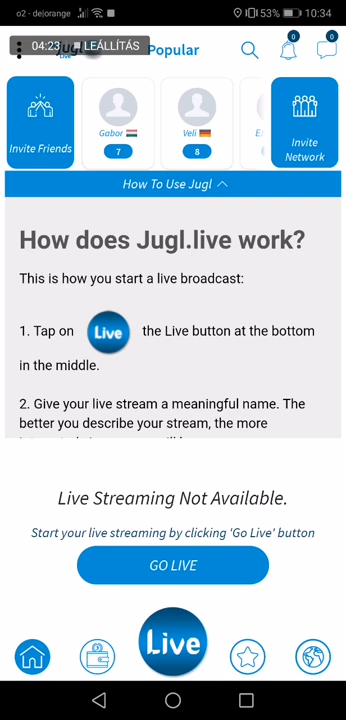 o2 - de|orange
53%
10:34
04:23
LEÁLLÍTÁS
Jugl
Live
Popular
0
0
Invite Friends
Gabor
7
Veli
8
Invite
Network
How To Use Jugl
How does Jugl.live work?
This is how you start a live broadcast:
1. Tap on Live the Live button at the bottom
in the middle.
2. Give your live stream a meaningful name. The
better you describe your stream, the more
Live Streaming Not Available.
Start your live streaming by clicking 'Go Live' button
GO LIVE
Live